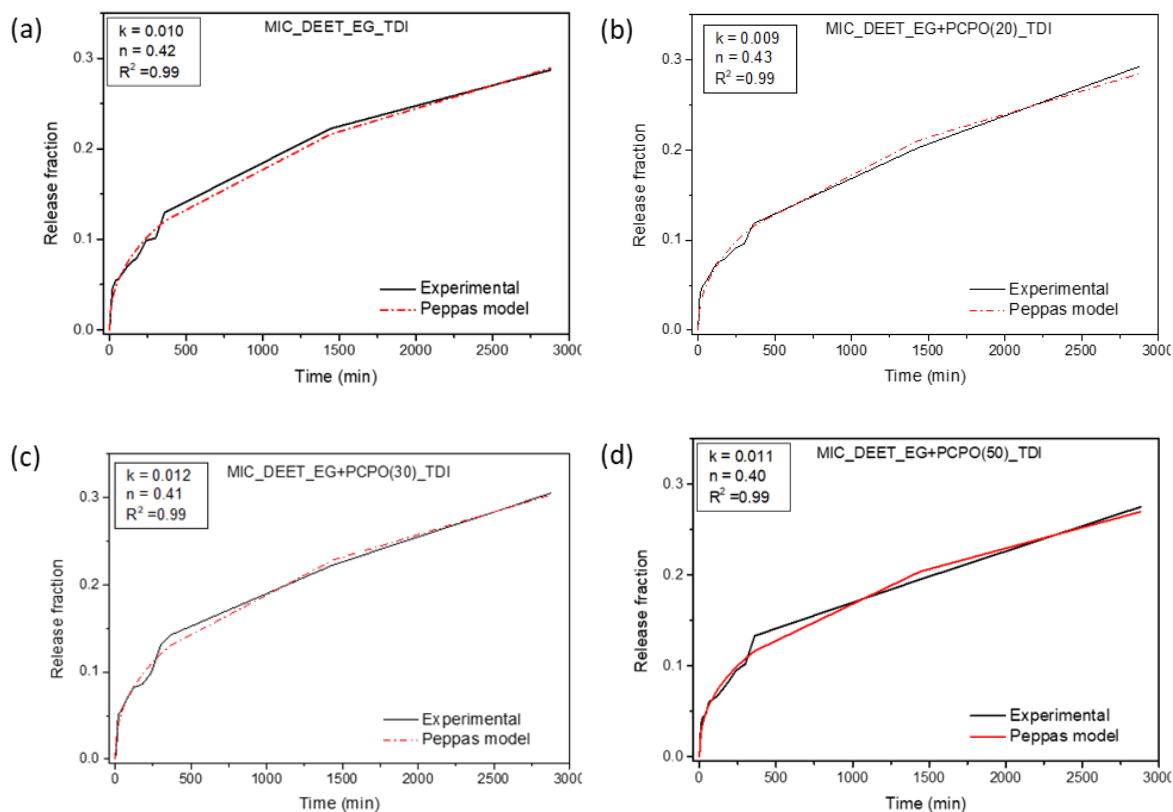 (a)
k = 0.010
n = 0.42
R² =0.99
MIC_DEET_EG_TDI
Release fraction
0.3
0.2
0.1
0.0
Experimental
Peppas model
0 500 1000 1500 2000 2500 3000
Time (min)
(b)
k = 0.009
n = 0.43
R² =0.99
MIC_DEET_EG+PCPO(20)_TDI
Release fraction
0.3
0.2
0.1
0.0
Experimental
Peppas model
0 500 1000 1500 2000 2500 3000
Time (min)
(c)
k = 0.012
n = 0.41
R² =0.99
MIC_DEET_EG+PCPO(30)_TDI
Release fraction
0.3
0.2
0.1
0.0
Experimental
Peppas model
0 500 1000 1500 2000 2500 3000
Time (min)
(d)
k = 0.011
n = 0.40
R² =0.99
MIC_DEET_EG+PCPO(50)_TDI
Release fraction
0.3
0.2
0.1
0.0
Experimental
Peppas model
0 500 1000 1500 2000 2500 3000
Time (min)